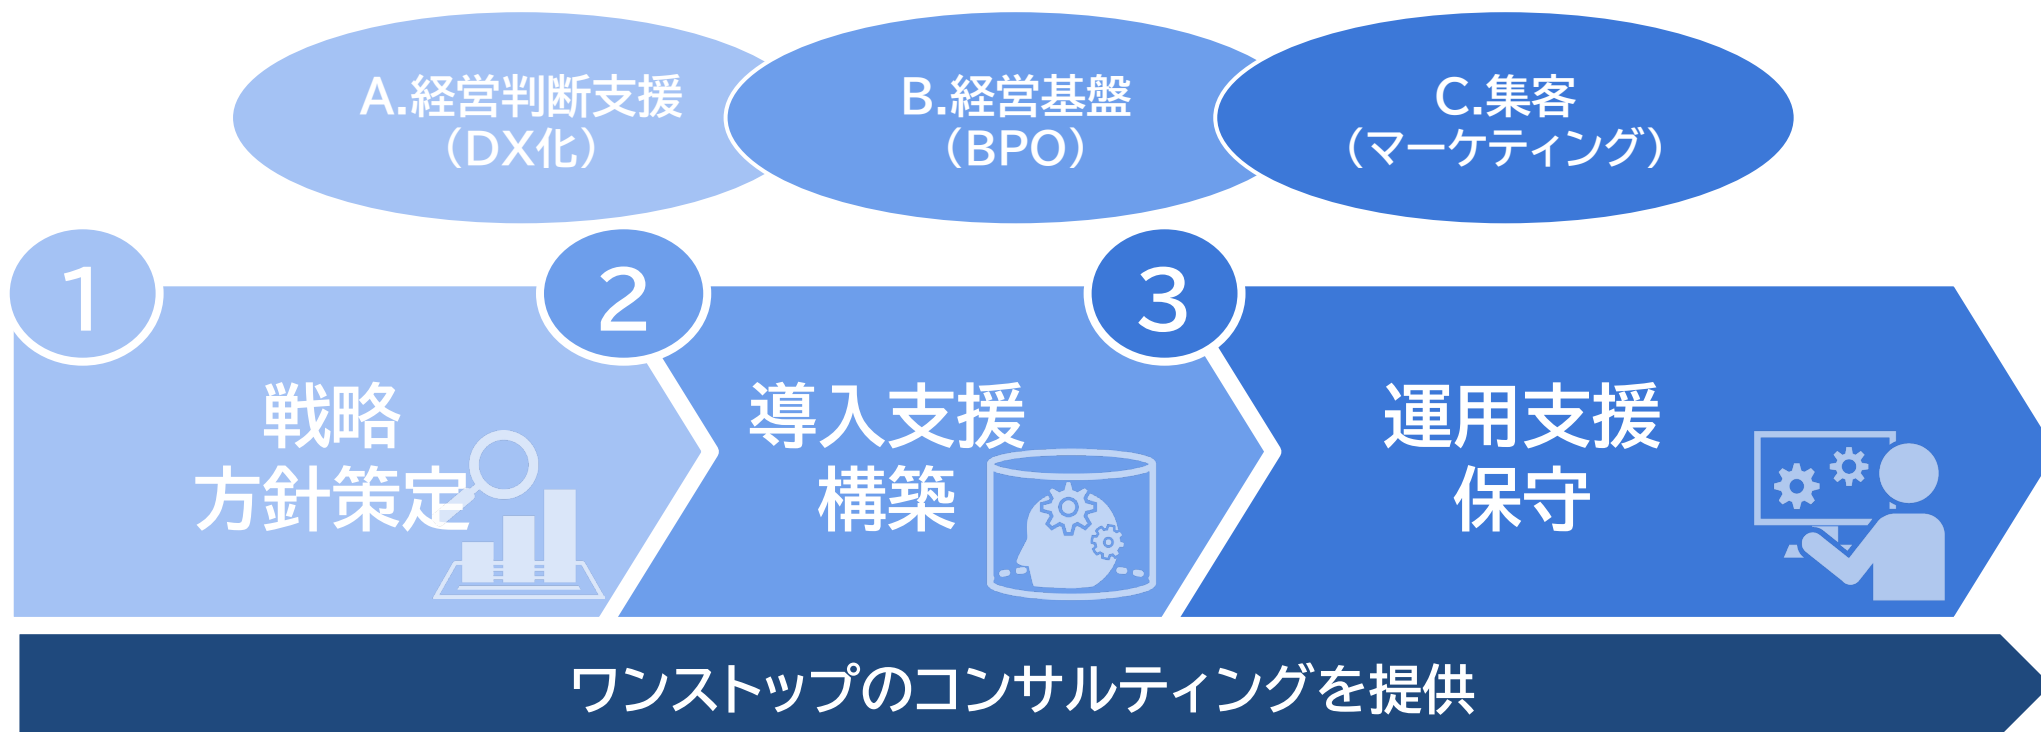 A.経営判断支援
（DX化）
B.経営基盤
（BPO）
C.集客
（マーケティング）
1
戦略
方針策定
2
導入支援
構築
3
運用支援
保守
ワンストップのコンサルティングを提供